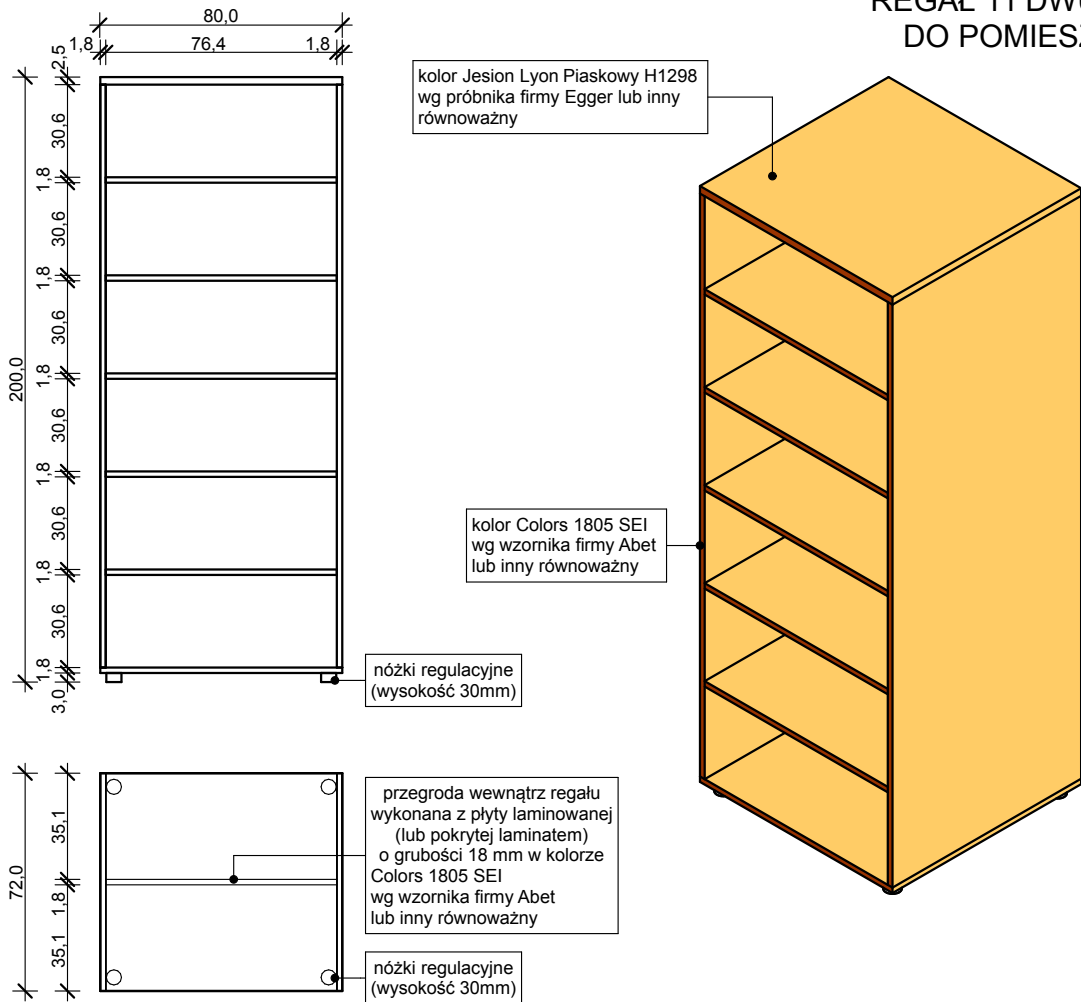 REGAŁ 11
DO POMIESZ
80,0
1,8 76,4 1,8
2,5
30,6
1,8
30,6
1,8
30,6
1,8
30,6
1,8
30,6
1,8
30,6
1,8
3,0
200,0
kolor Jesion Lyon Piaskowy H1298
wg próbnika firmy Egger lub inny
równoważny
kolor Colors 1805 SEI
wg wzornika firmy Abet
lub inny równoważny
nóżki regulacyjne
(wysokość 30mm)
72,0
35,1
1,8
35,1
przegroda wewnątrz regału
wykonana z płyty laminowanej
(lub pokrytej laminatem)
o grubości 18 mm w kolorze
Colors 1805 SEI
wg wzornika firmy Abet
lub inny równoważny
nóżki regulacyjne
(wysokość 30mm)